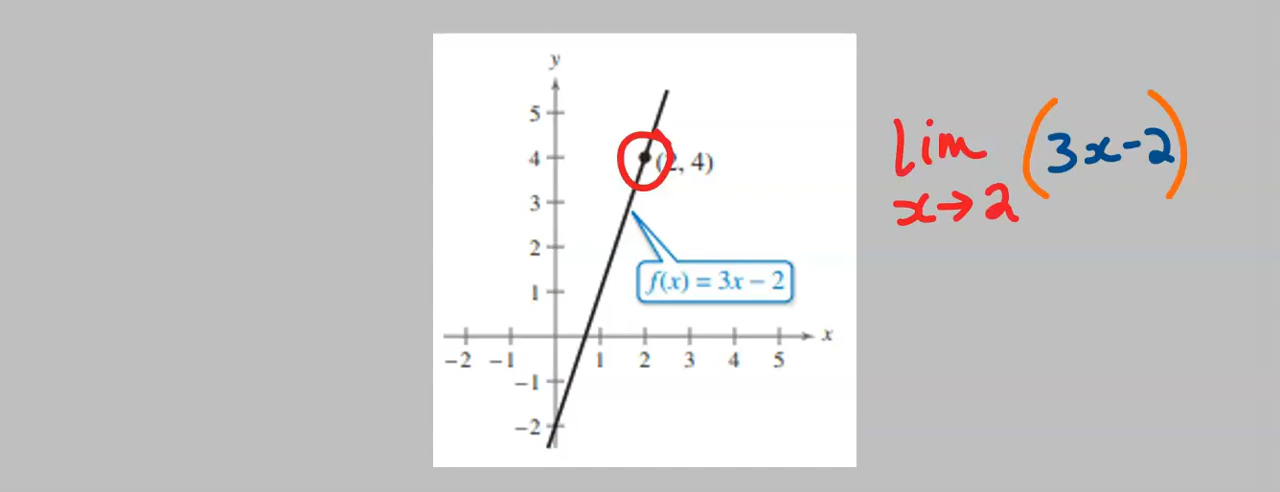 y
5
4
(2, 4)
3
2
f(x) = 3x − 2
1
−2 −1 1 2 3 4 5 x
−1
−2
Lim (3x-2)
x→2